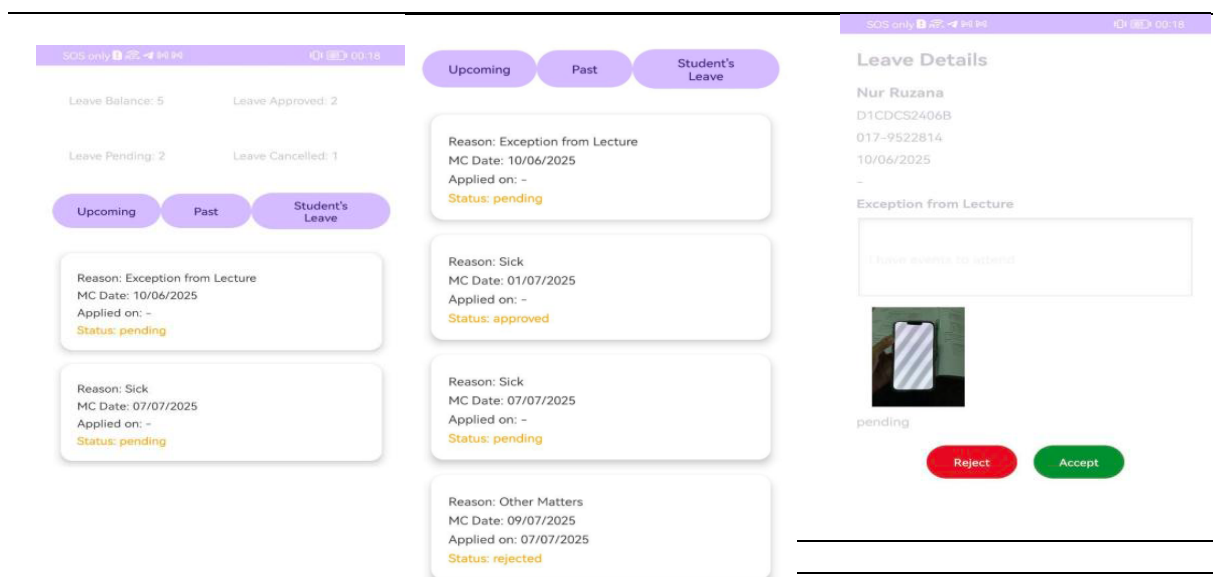 SOS only 00:18
Leave Balance: 5 Leave Approved: 2
Leave Pending: 2 Leave Cancelled: 1
Upcoming Past Student's Leave
Reason: Exception from Lecture
MC Date: 10/06/2025
Applied on: -
Status: pending
Reason: Sick
MC Date: 07/07/2025
Applied on: -
Status: pending
Upcoming Past Student's Leave
Reason: Exception from Lecture
MC Date: 10/06/2025
Applied on: -
Status: pending
Reason: Sick
MC Date: 01/07/2025
Applied on: -
Status: approved
Reason: Sick
MC Date: 07/07/2025
Applied on: -
Status: pending
Reason: Other Matters
MC Date: 09/07/2025
Applied on: 07/07/2025
Status: rejected
SOS only 00:18
Leave Details
Nur Ruzana
D1CDCS2406B
017-9522814
10/06/2025
-
Exception from Lecture
I have events to attend
pending
Reject Accept